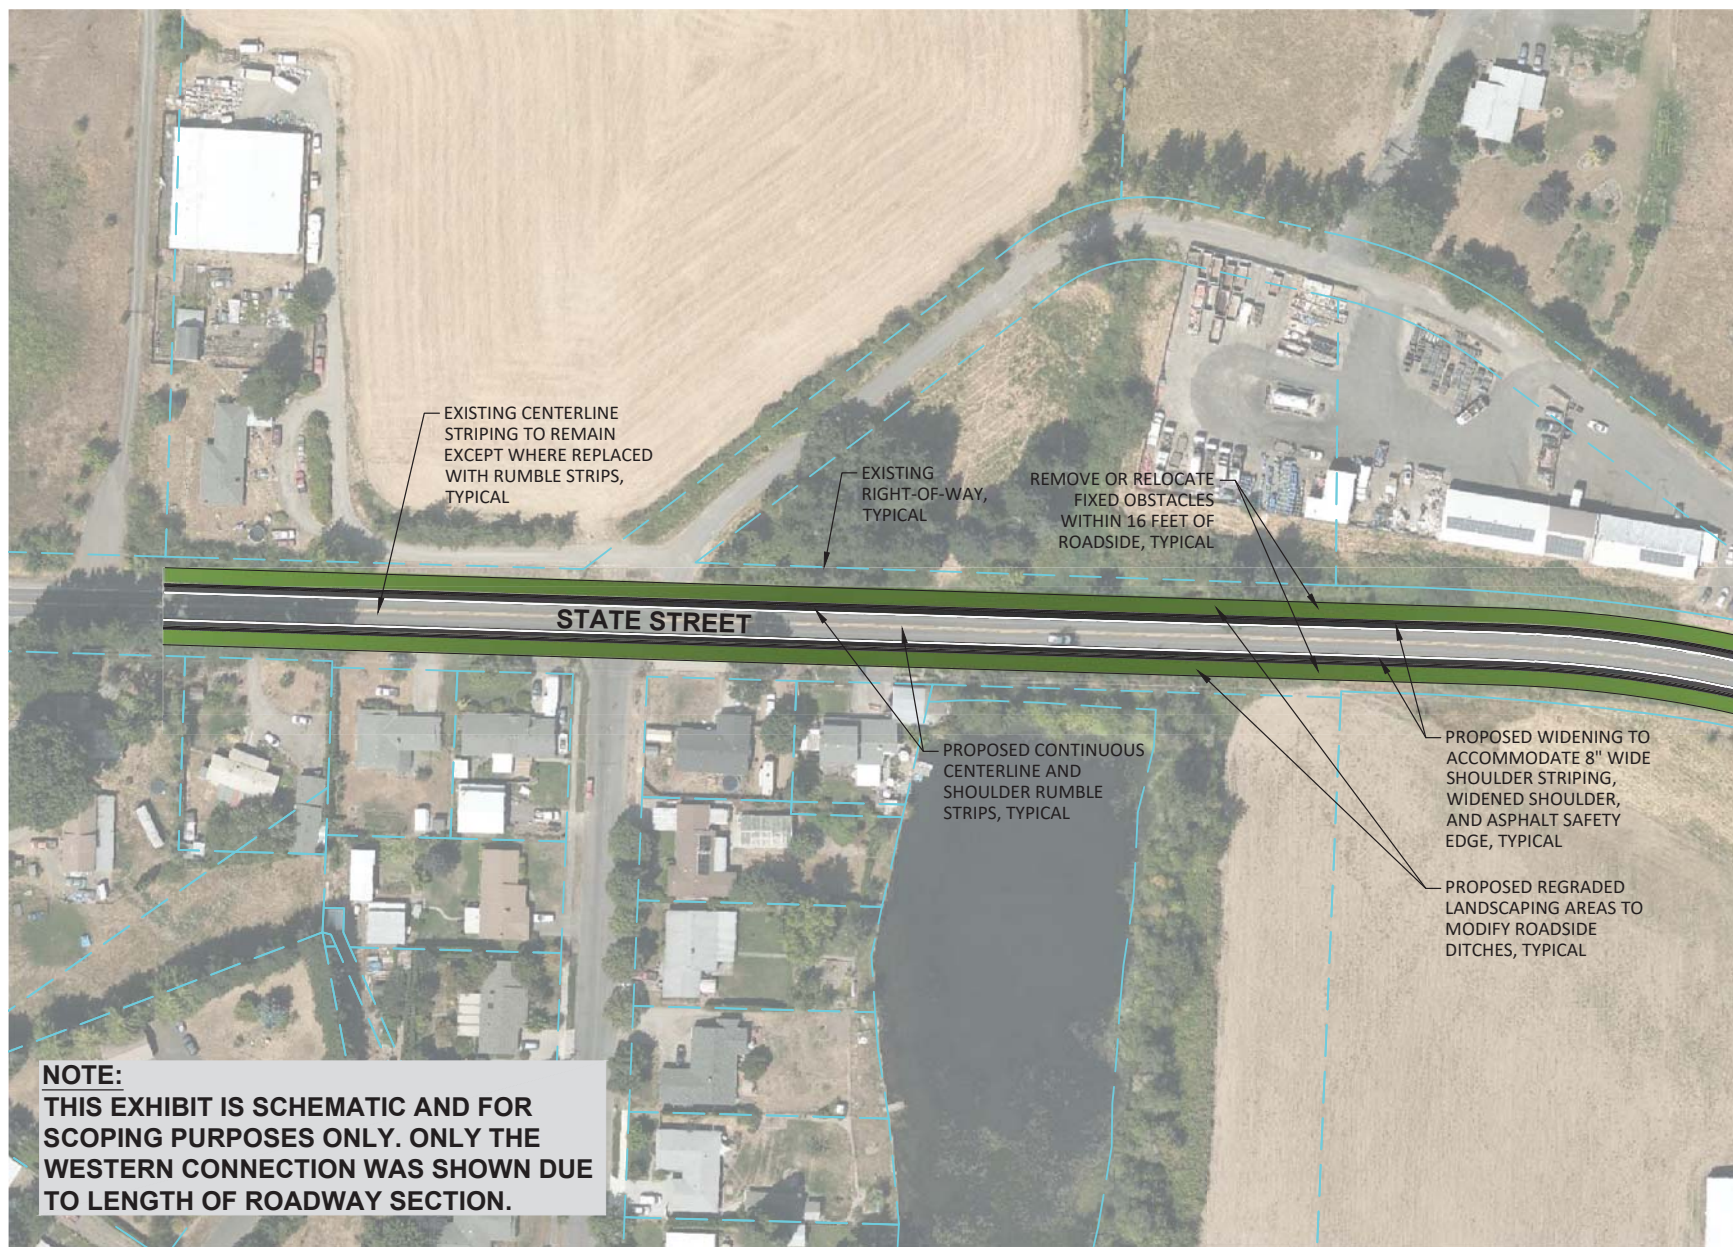 EXISTING CENTERLINE
STRIPING TO REMAIN
EXCEPT WHERE REPLACED
WITH RUMBLE STRIPS,
TYPICAL
EXISTING
RIGHT-OF-WAY,
TYPICAL
REMOVE OR RELOCATE
FIXED OBSTACLES
WITHIN 16 FEET OF
ROADSIDE, TYPICAL
STATE STREET
PROPOSED CONTINUOUS
CENTERLINE AND
SHOULDER RUMBLE
STRIPS, TYPICAL
PROPOSED WIDENING TO
ACCOMMODATE 8" WIDE
SHOULDER STRIPING,
WIDENED SHOULDER,
AND ASPHALT SAFETY
EDGE, TYPICAL
PROPOSED REGRADED
LANDSCAPING AREAS TO
MODIFY ROADSIDE
DITCHES, TYPICAL
NOTE:
THIS EXHIBIT IS SCHEMATIC AND FOR
SCOPING PURPOSES ONLY. ONLY THE
WESTERN CONNECTION WAS SHOWN DUE
TO LENGTH OF ROADWAY SECTION.